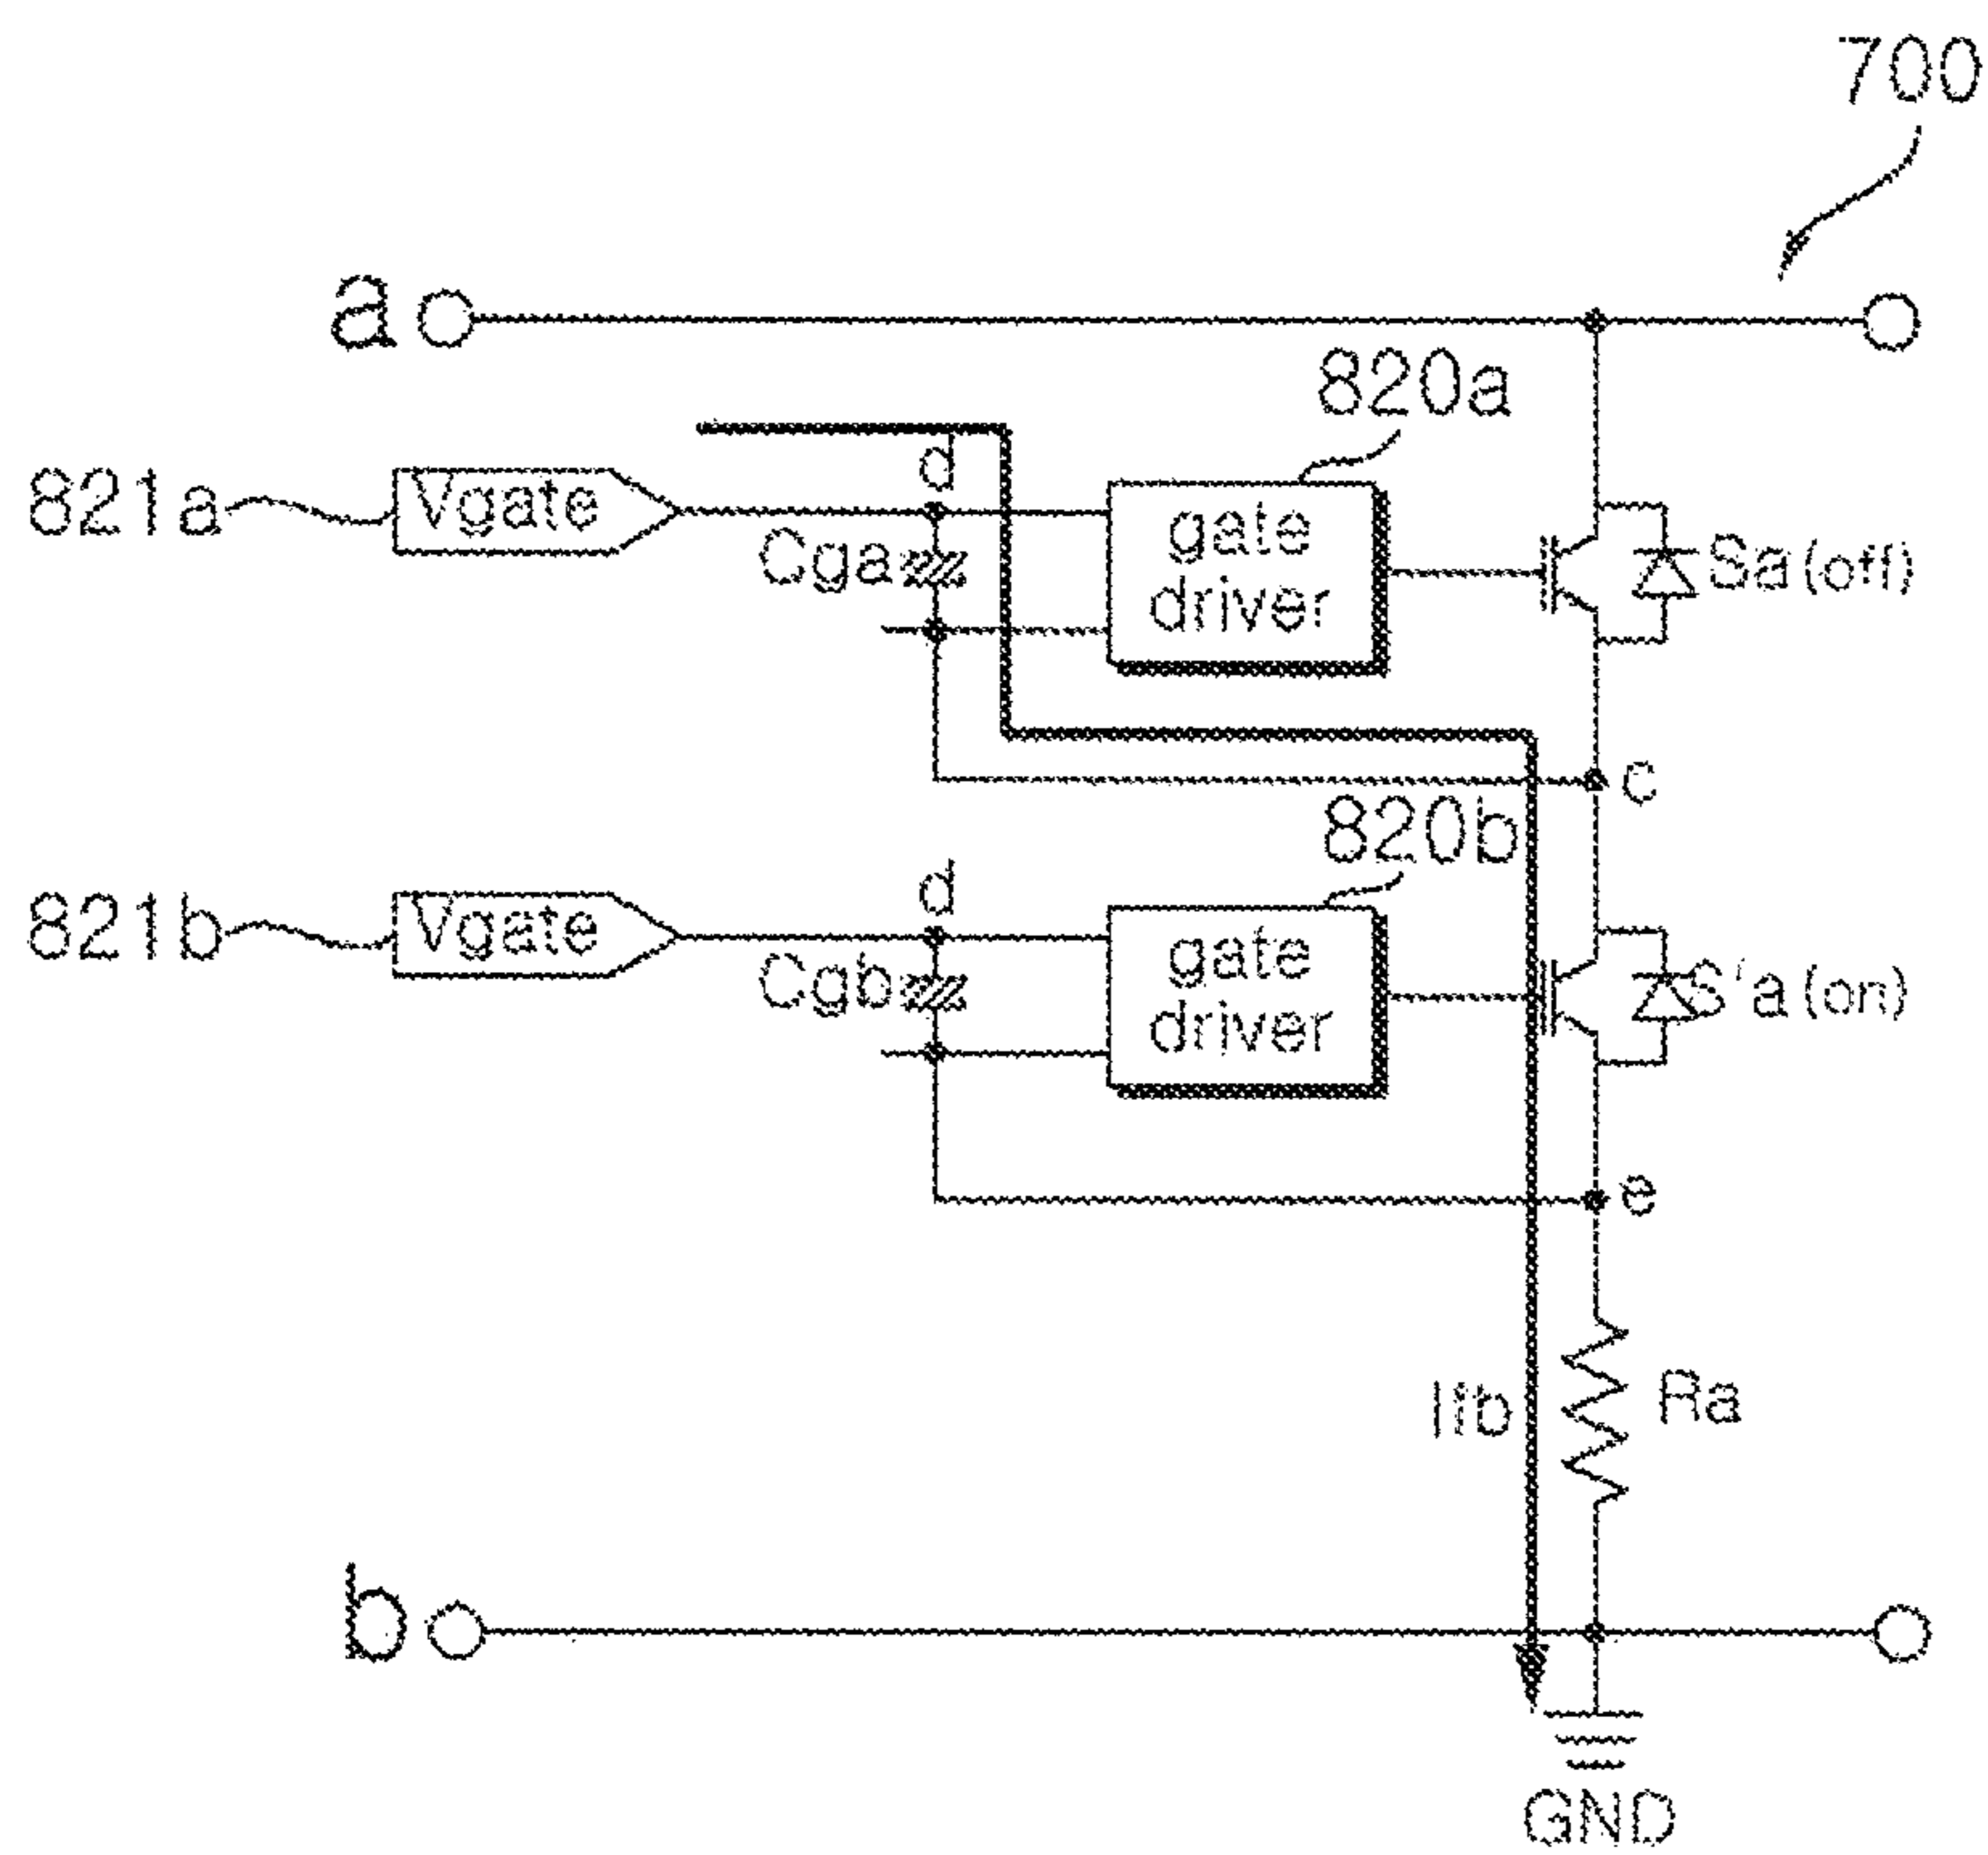 700
a
820a
d
821a
Vgate
Cga
gate
driver
Sa (off)
c
820b
d
821b
Vgate
Cgb
gate
driver
S'a (on)
e
Ifb
Ra
b
GND